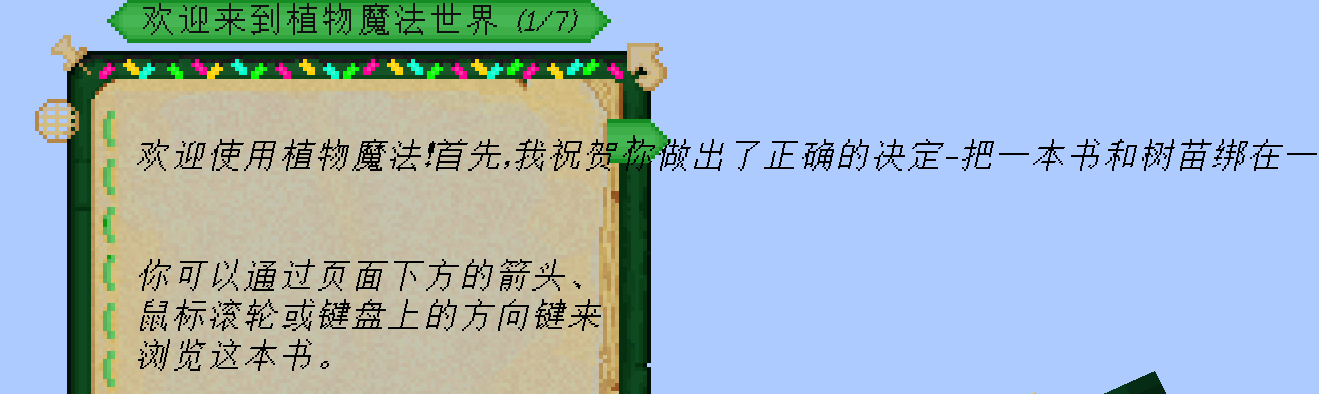 欢迎来到植物魔法世界 (1/7)
欢迎使用植物魔法!首先,我祝贺你做出了正确的决定-把一本书和树苗绑在一
你可以通过页面下方的箭头、
鼠标滚轮或键盘上的方向键来
浏览这本书。